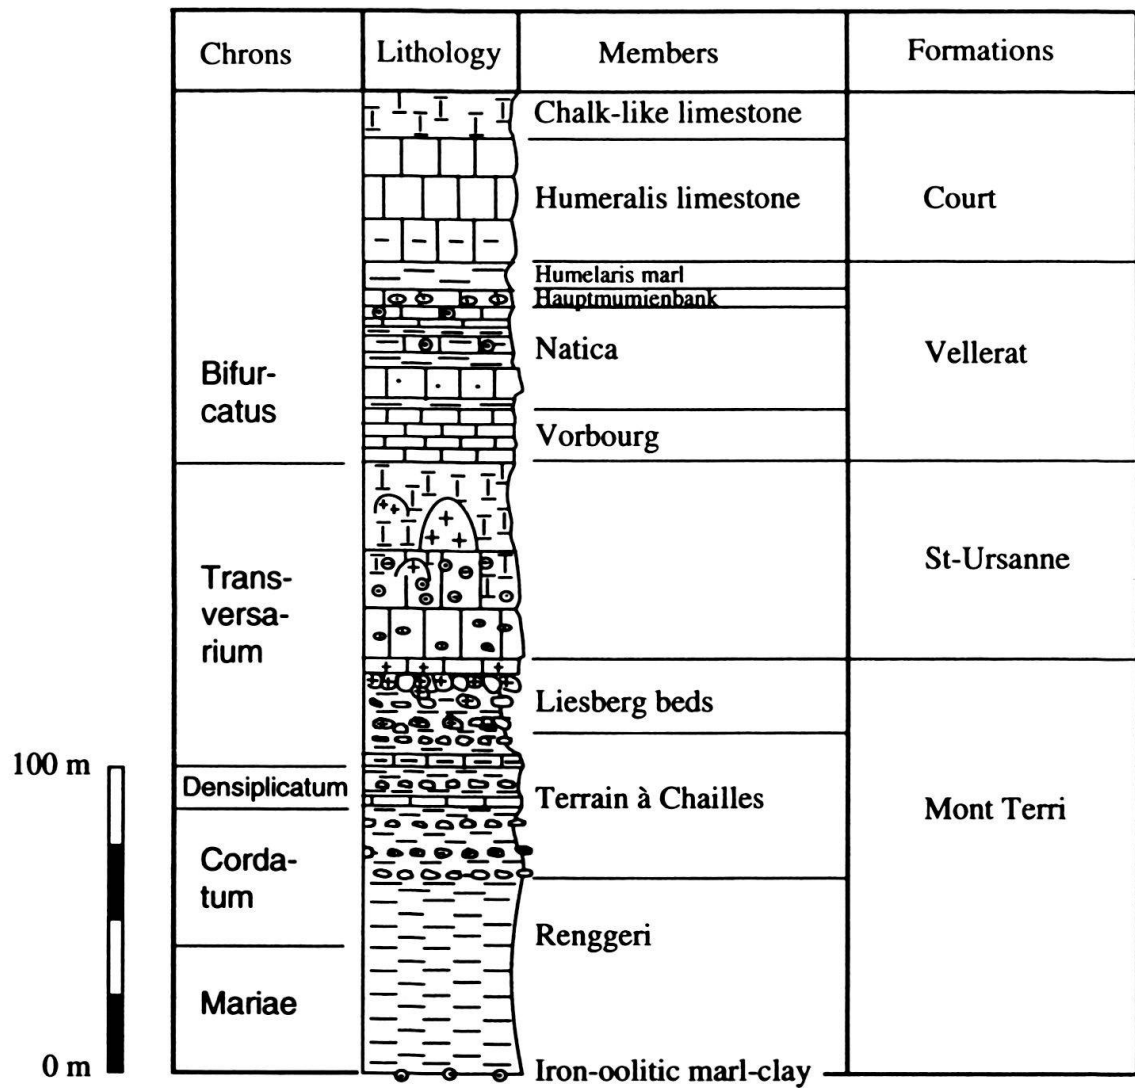 Chrons Lithology Members Formations
Chalk-like limestone
Humeralis limestone Court
Humelaris marl
Hauptmumienbank
Natica Vellerat
Bifur-
catus
Vorbourg
St-Ursanne
Trans-
versa-
rium
Liesberg beds
100 m
Densiplicatum
Terrain à Chailles
Mont Terri
Corda-
tum
Renggeri
Mariae
0 m
Iron-oolitic marl-clay